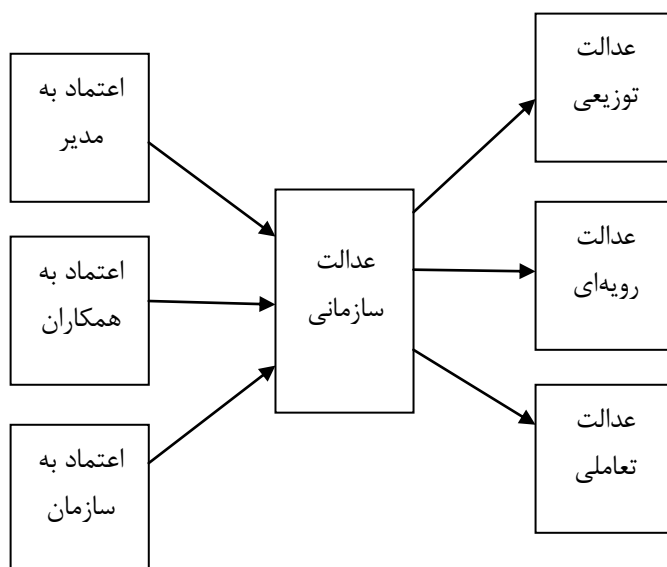 اعتماد به
مدیر
اعتماد به
همکاران
اعتماد به
سازمان
عدالت
سازمانی
عدالت
توزیعی
عدالت
رویه‌ای
عدالت
تعاملی